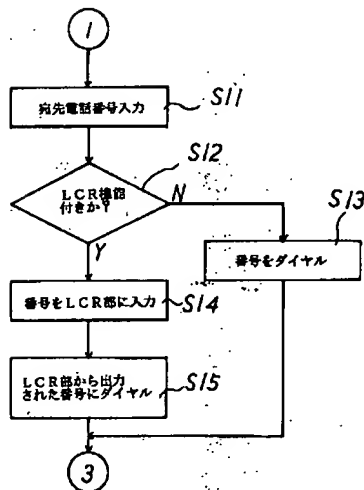 1
宛先電話番号入力
S11
LCR機能
付きか?
S12
N
Y
S13
番号をダイヤル
番号をLCR部に入力
S14
LCR部から出力
された番号にダイヤル
S15
3